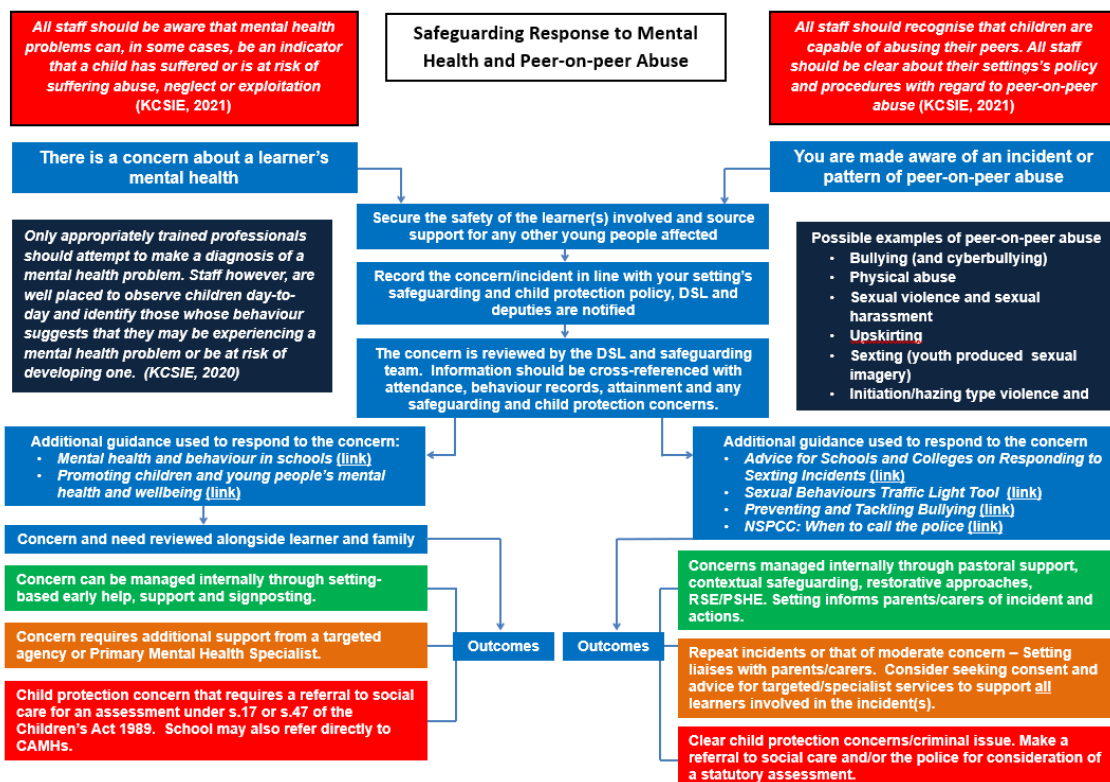 Safeguarding Response to Mental
Health and Peer-on-peer Abuse
All staff should be aware that mental health
problems can, in some cases, be an indicator
that a child has suffered or is at risk of
suffering abuse, neglect or exploitation
(KCSIE, 2021)
All staff should recognise that children are
capable of abusing their peers. All staff
should be clear about their settings's policy
and procedures with regard to peer-on-peer
abuse (KCSIE, 2021)
There is a concern about a learner's
mental health
You are made aware of an incident or
pattern of peer-on-peer abuse
Secure the safety of the learner(s) involved and source
support for any other young people affected
Only appropriately trained professionals
should attempt to make a diagnosis of a
mental health problem. Staff however, are
well placed to observe children day-to-
day and identify those whose behaviour
suggests that they may be experiencing a
mental health problem or be at risk of
developing one. (KCSIE, 2020)
Record the concern/incident in line with your setting's
safeguarding and child protection policy, DSL and
deputies are notified
Possible examples of peer-on-peer abuse
• Bullying (and cyberbullying)
• Physical abuse
• Sexual violence and sexual
harassment
• Upskirting
• Sexting (youth produced sexual
imagery)
• Initiation/hazing type violence and
The concern is reviewed by the DSL and safeguarding
team. Information should be cross-referenced with
attendance, behaviour records, attainment and any
safeguarding and child protection concerns.
Additional guidance used to respond to the concern:
• Mental health and behaviour in schools (link)
• Promoting children and young people's mental
health and wellbeing (link)
Additional guidance used to respond to the concern
• Advice for Schools and Colleges on Responding to
Sexting Incidents (link)
• Sexual Behaviours Traffic Light Tool (link)
• Preventing and Tackling Bullying (link)
• NSPCC: When to call the police (link)
Concern and need reviewed alongside learner and family
Concern can be managed internally through setting-
based early help, support and signposting.
Concern requires additional support from a targeted
agency or Primary Mental Health Specialist.
Child protection concern that requires a referral to social
care for an assessment under s.17 or s.47 of the
Children's Act 1989. School may also refer directly to
CAMHs.
Outcomes
Outcomes
Concerns managed internally through pastoral support,
contextual safeguarding, restorative approaches,
RSE/PSHE. Setting informs parents/carers of incident and
actions.
Repeat incidents or that of moderate concern – Setting
liaises with parents/carers. Consider seeking consent and
advice for targeted/specialist services to support all
learners involved in the incident(s).
Clear child protection concerns/criminal issue. Make a
referral to social care and/or the police for consideration of
a statutory assessment.